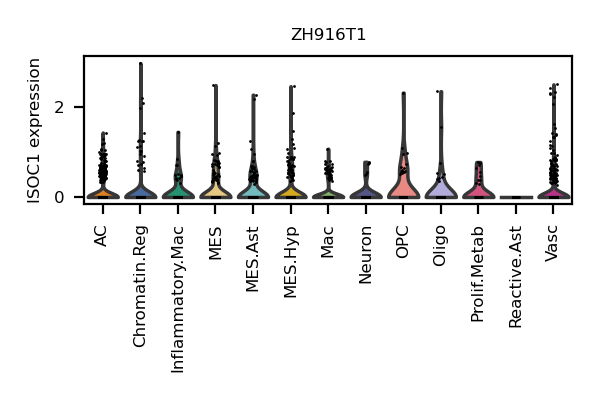 ZH916T1
ISOC1 expression
2
0
AC
Chromatin.Reg
Inflammatory.Mac
MES
MES.Ast
MES.Hyp
Mac
Neuron
OPC
Oligo
Prolif.Metab
Reactive.Ast
Vasc